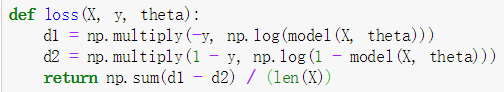 def loss(X, y, theta):
    d1 = np.multiply(-y, np.log(model(X, theta)))
    d2 = np.multiply(1 - y, np.log(1 - model(X, theta)))
    return np.sum(d1 - d2) / (len(X))